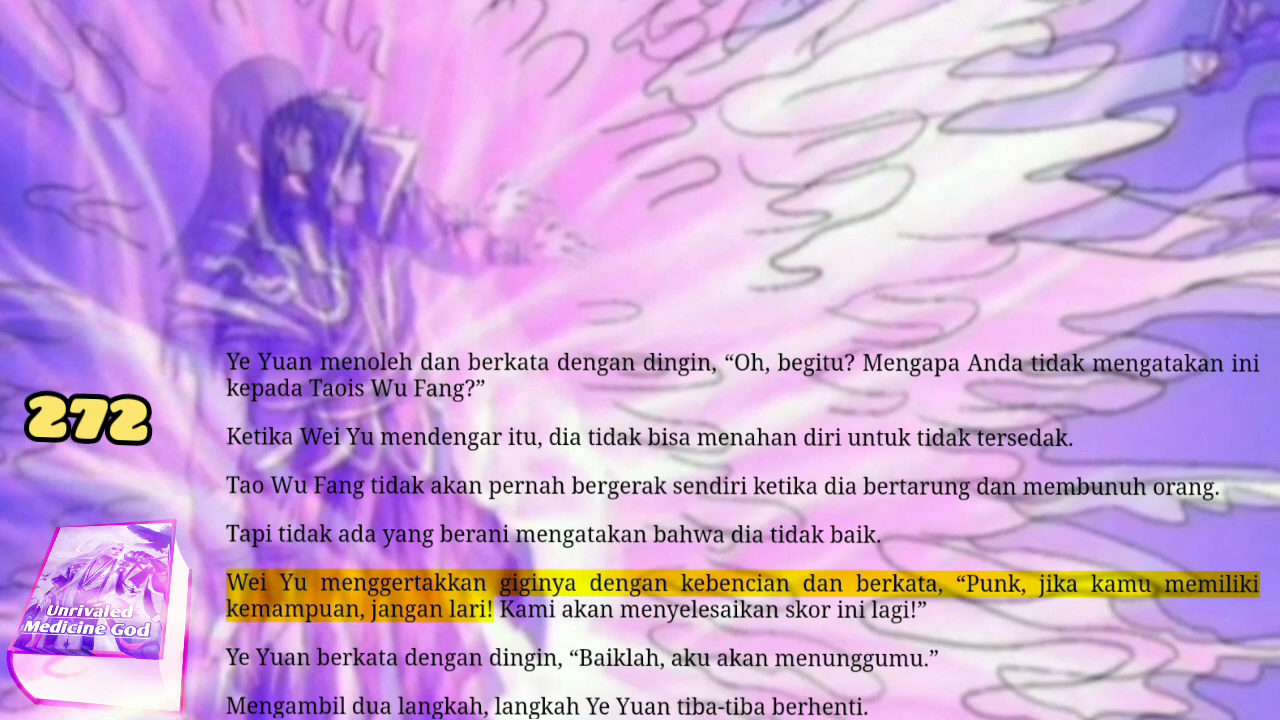 Ye Yuan menoleh dan berkata dengan dingin, “Oh, begitu? Mengapa Anda tidak mengatakan ini
kepada Taois Wu Fang?”
Ketika Wei Yu mendengar itu, dia tidak bisa menahan diri untuk tidak tersedak.
Tao Wu Fang tidak akan pernah bergerak sendiri ketika dia bertarung dan membunuh orang.
Tapi tidak ada yang berani mengatakan bahwa dia tidak baik.
Wei Yu menggertakkan giginya dengan kebencian dan berkata, “Punk, jika kamu memiliki
kemampuan, jangan lari! Kami akan menyelesaikan skor ini lagi!”
Ye Yuan berkata dengan dingin, “Baiklah, aku akan menunggumu.”
Mengambil dua langkah, langkah Ye Yuan tiba-tiba berhenti.
272
Unrivaled
Medicine God